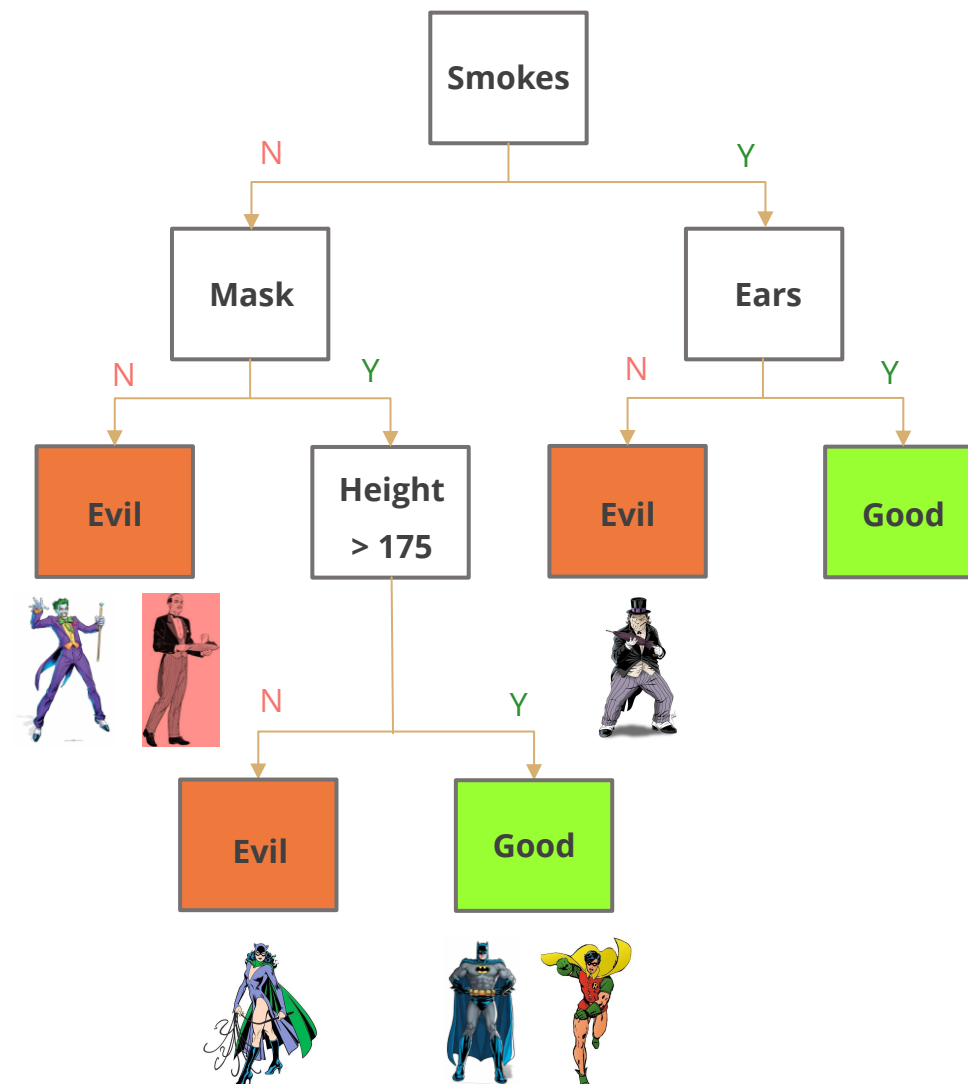 Smokes
N
Y
Mask
Ears
N
Y
N
Y
Evil
Height
> 175
Evil
Good
N
Y
Evil
Good